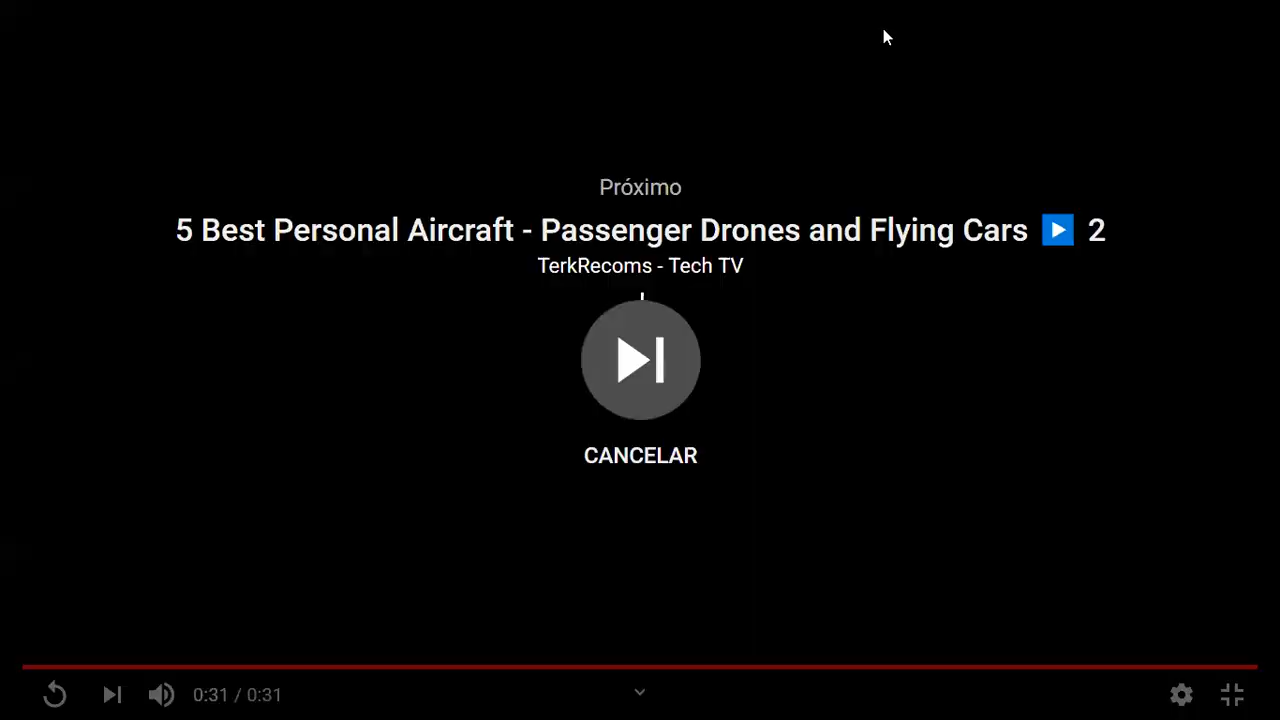 Próximo
5 Best Personal Aircraft - Passenger Drones and Flying Cars ▶️ 2
TerkRecoms - Tech TV
CANCELAR
0:31 / 0:31